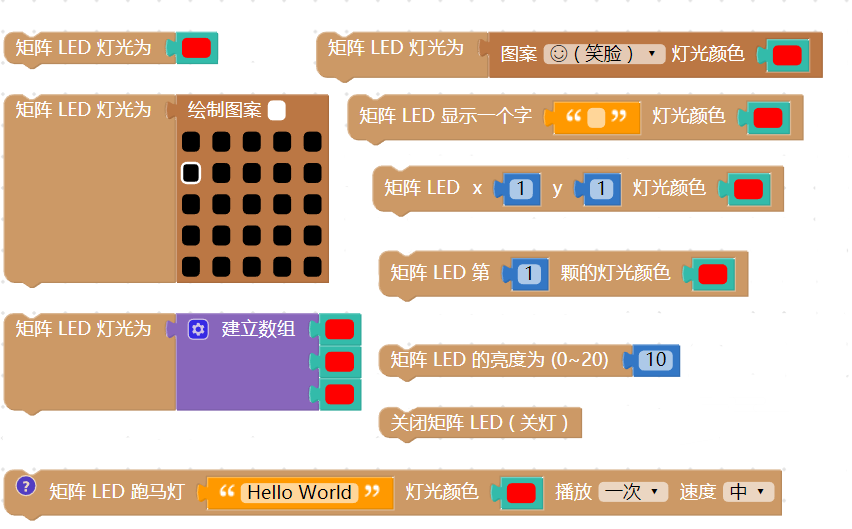 矩阵 LED 灯光为
矩阵 LED 灯光为 图案 ☺ ( 笑脸 ) 灯光颜色
矩阵 LED 灯光为 绘制图案
矩阵 LED 显示一个字 “ ” 灯光颜色
矩阵 LED x 1 y 1 灯光颜色
矩阵 LED 第 1 颗的灯光颜色
矩阵 LED 灯光为 建立数组
矩阵 LED 的亮度为 (0~20) 10
关闭矩阵 LED ( 关灯 )
? 矩阵 LED 跑马灯 “ Hello World ” 灯光颜色 播放 一次 速度 中